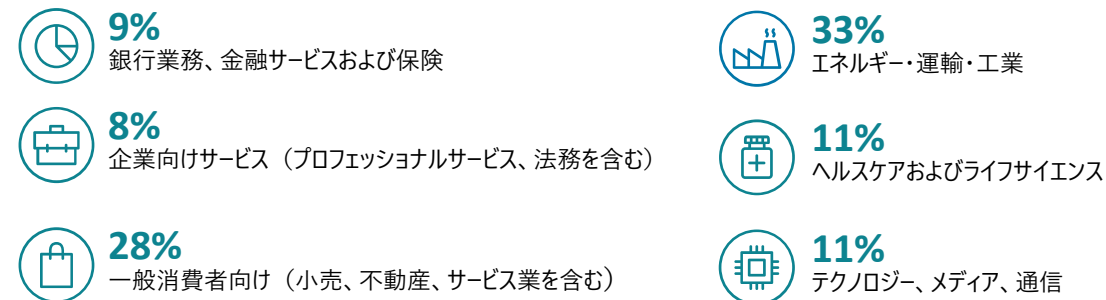 9%
銀行業務、金融サービスおよび保険
8%
企業向けサービス（プロフェッショナルサービス、法務を含む）
28%
一般消費者向け（小売、不動産、サービス業を含む）
33%
エネルギー・運輸・工業
11%
ヘルスケアおよびライフサイエンス
11%
テクノロジー、メディア、通信